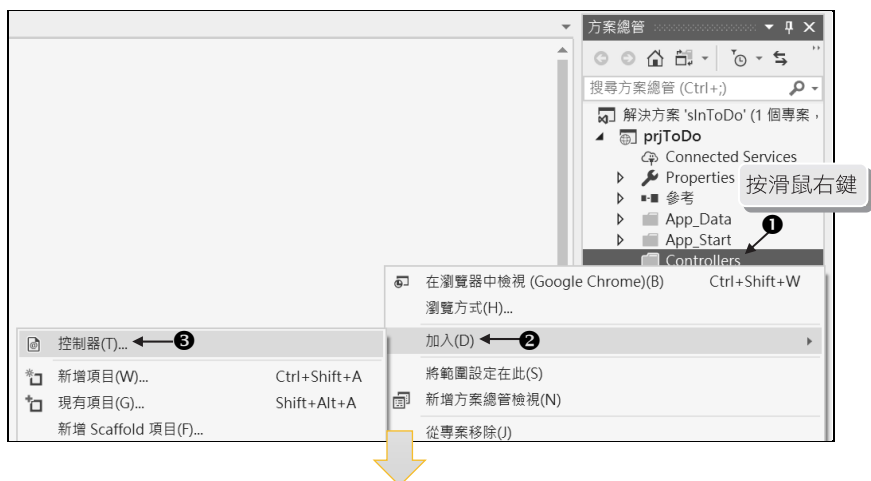 方案總管
搜尋方案總管 (Ctrl+;)
解決方案 'slnToDo' (1 個專案，
prjToDo
Connected Services
Properties
按滑鼠右鍵
參考
App_Data
❶
App_Start
Controllers
在瀏覽器中檢視 (Google Chrome)(B) Ctrl+Shift+W
瀏覽方式(H)...
控制器(T)... ❸
加入(D) ❷
新增項目(W)... Ctrl+Shift+A
將範圍設定在此(S)
現有項目(G)... Shift+Alt+A
新增方案總管檢視(N)
新增 Scaffold 項目(F)...
從專案移除(J)